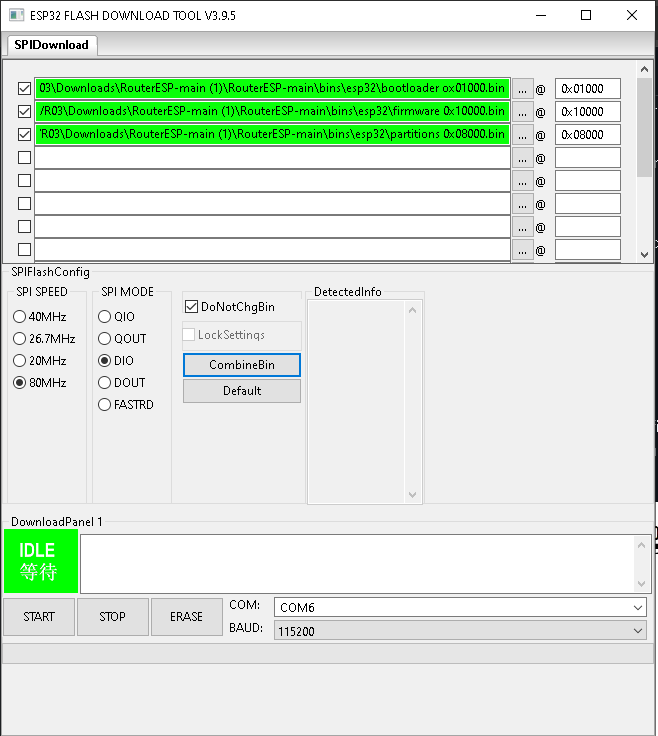 ESP32 FLASH DOWNLOAD TOOL V3.9.5
SPIDownload
03\Downloads\RouterESP-main (1)\RouterESP-main\bins\esp32\bootloader ox01000.bin ... @ 0x01000
/R03\Downloads\RouterESP-main (1)\RouterESP-main\bins\esp32\firmware 0x10000.bin ... @ 0x10000
'R03\Downloads\RouterESP-main (1)\RouterESP-main\bins\esp32\partitions 0x08000.bin ... @ 0x08000
... @
... @
... @
... @
... @
SPIFlashConfig
SPI SPEED
40MHz
26.7MHz
20MHz
80MHz
SPI MODE
QIO
QOUT
DIO
DOUT
FASTRD
DoNotChgBin
LockSettings
CombineBin
Default
DetectedInfo
DownloadPanel 1
IDLE
等待
START
STOP
ERASE
COM: COM6
BAUD: 115200